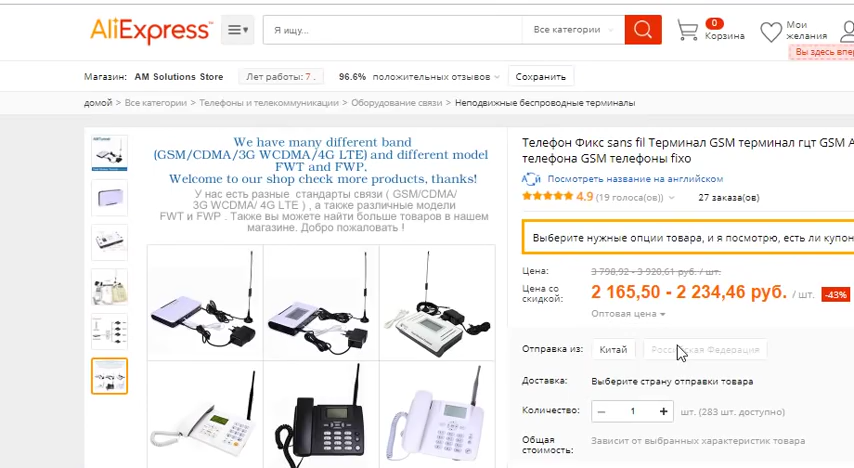 AliExpress™
Я ищу...
Все категории
0
Корзина
Мои
желания
Вы здесь впер
Магазин: AM Solutions Store
Лет работы: 7 .
96.6% положительных отзывов
Сохранить
домой > Все категории > Телефоны и телекоммуникации > Оборудование связи > Неподвижные беспроводные терминалы
We have many different band
(GSM/CDMA/3G WCDMA/4G LTE) and different model
FWT and FWP.
Welcome to our shop check more products, thanks!
У нас есть разные стандарты связи ( GSM/CDMA/
3G WCDMA/ 4G LTE ) , а также различные модели
FWT и FWP . Также вы можете найти больше товаров в нашем
магазине. Добро пожаловать !
Телефон Фикс sans fil Терминал GSM терминал гцт GSM A
телефона GSM телефоны fixo
Посмотреть название на английском
4.9 (19 голоса(ов))
27 заказа(ов)
Выберите нужные опции товара, и я посмотрю, есть ли купон
Цена:
3 798,92 - 3 920,61 руб. / шт.
Цена со
скидкой:
2 165,50 - 2 234,46 руб. / шт.
-43%
Оптовая цена
Отправка из:
Китай
Российская Федерация
Доставка:
Выберите страну отправки товара
Количество:
– 1 +
шт. (283 шт. доступно)
Общая
стоимость:
Зависит от выбранных характеристик товара